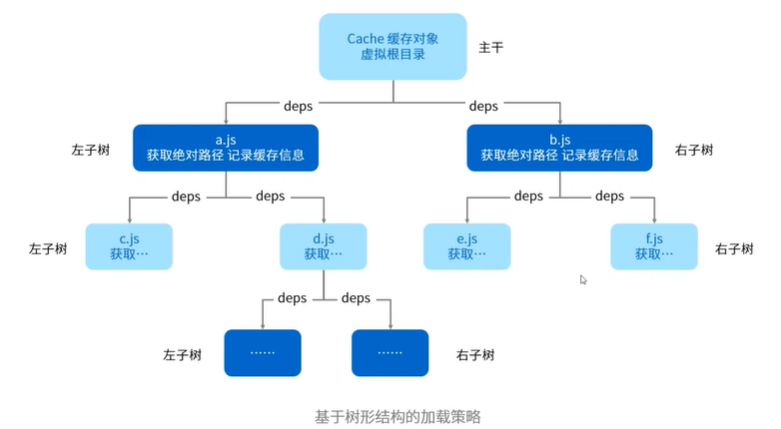 Cache 缓存对象
虚拟根目录
主干
deps
deps
左子树
a.js
获取绝对路径 记录缓存信息
b.js
获取绝对路径 记录缓存信息
右子树
deps
deps
deps
deps
左子树
c.js
获取…
d.js
获取…
e.js
获取…
f.js
获取…
右子树
deps
deps
左子树
……
……
右子树
基于树形结构的加载策略